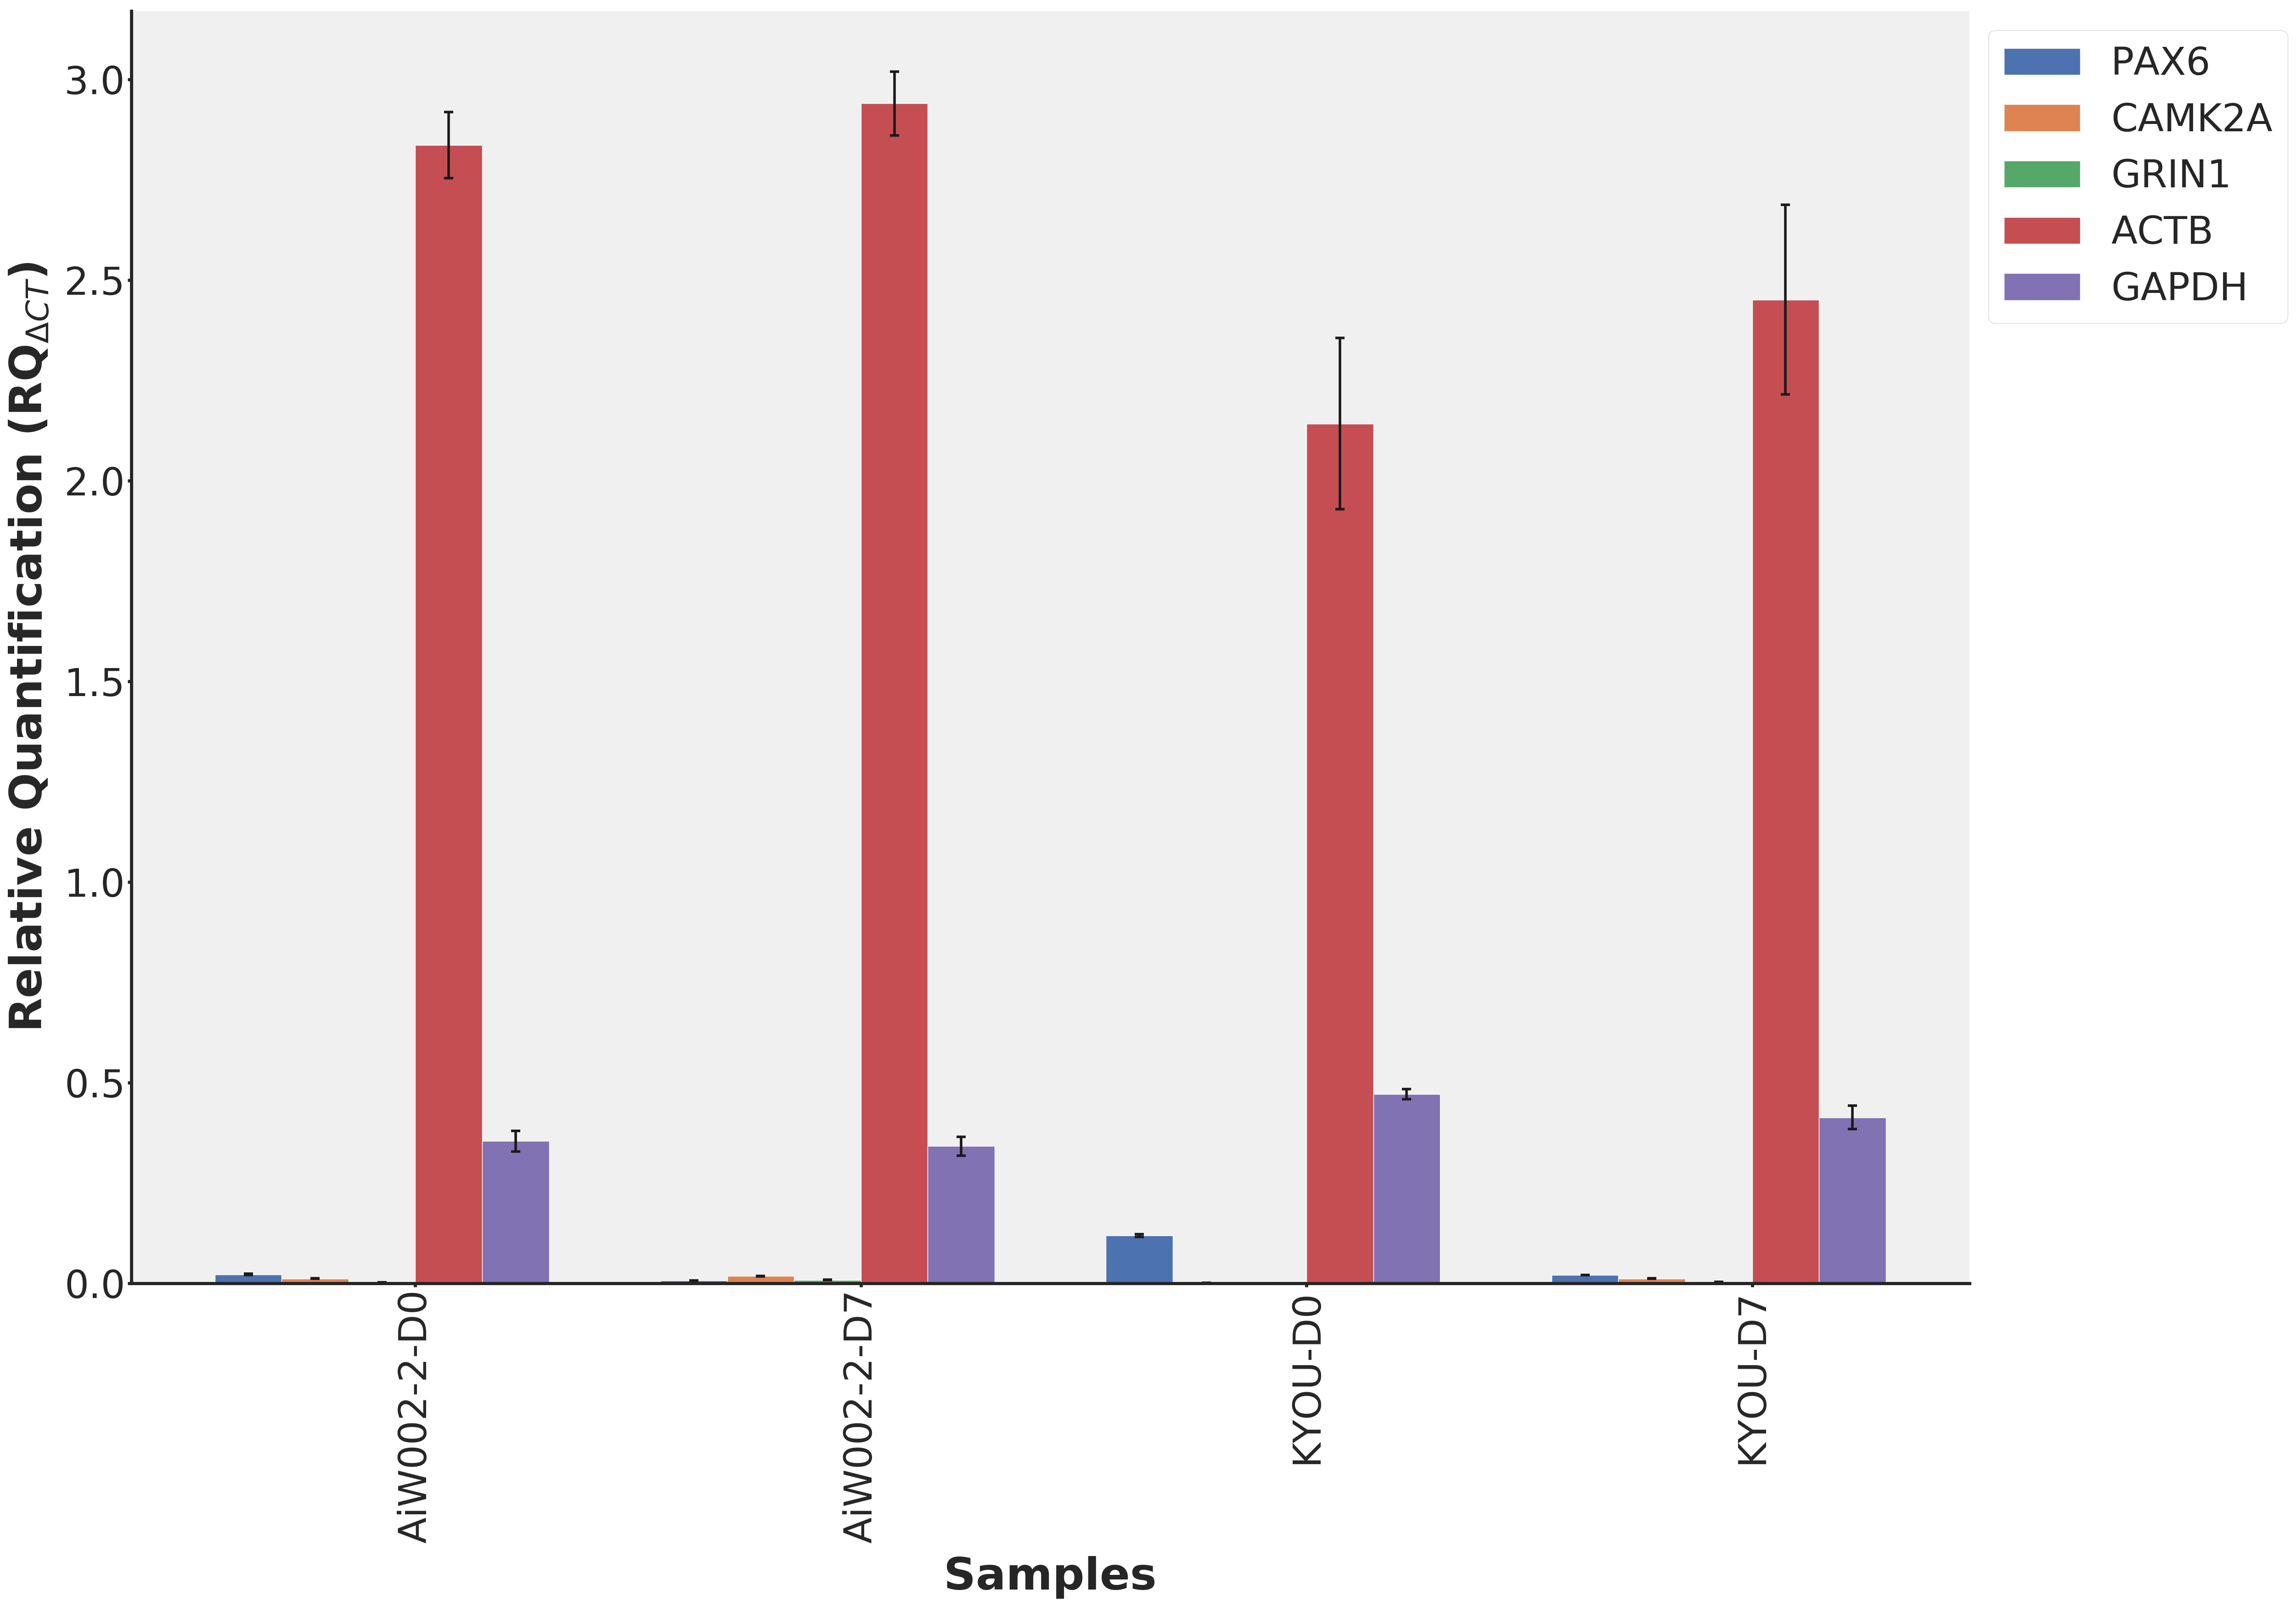 Relative Quantification (RQΔCT)
3.0
2.5
2.0
1.5
1.0
0.5
0.0
PAX6
CAMK2A
GRIN1
ACTB
GAPDH
AiW002-2-D0
AiW002-2-D7
KYOU-D0
KYOU-D7
Samples